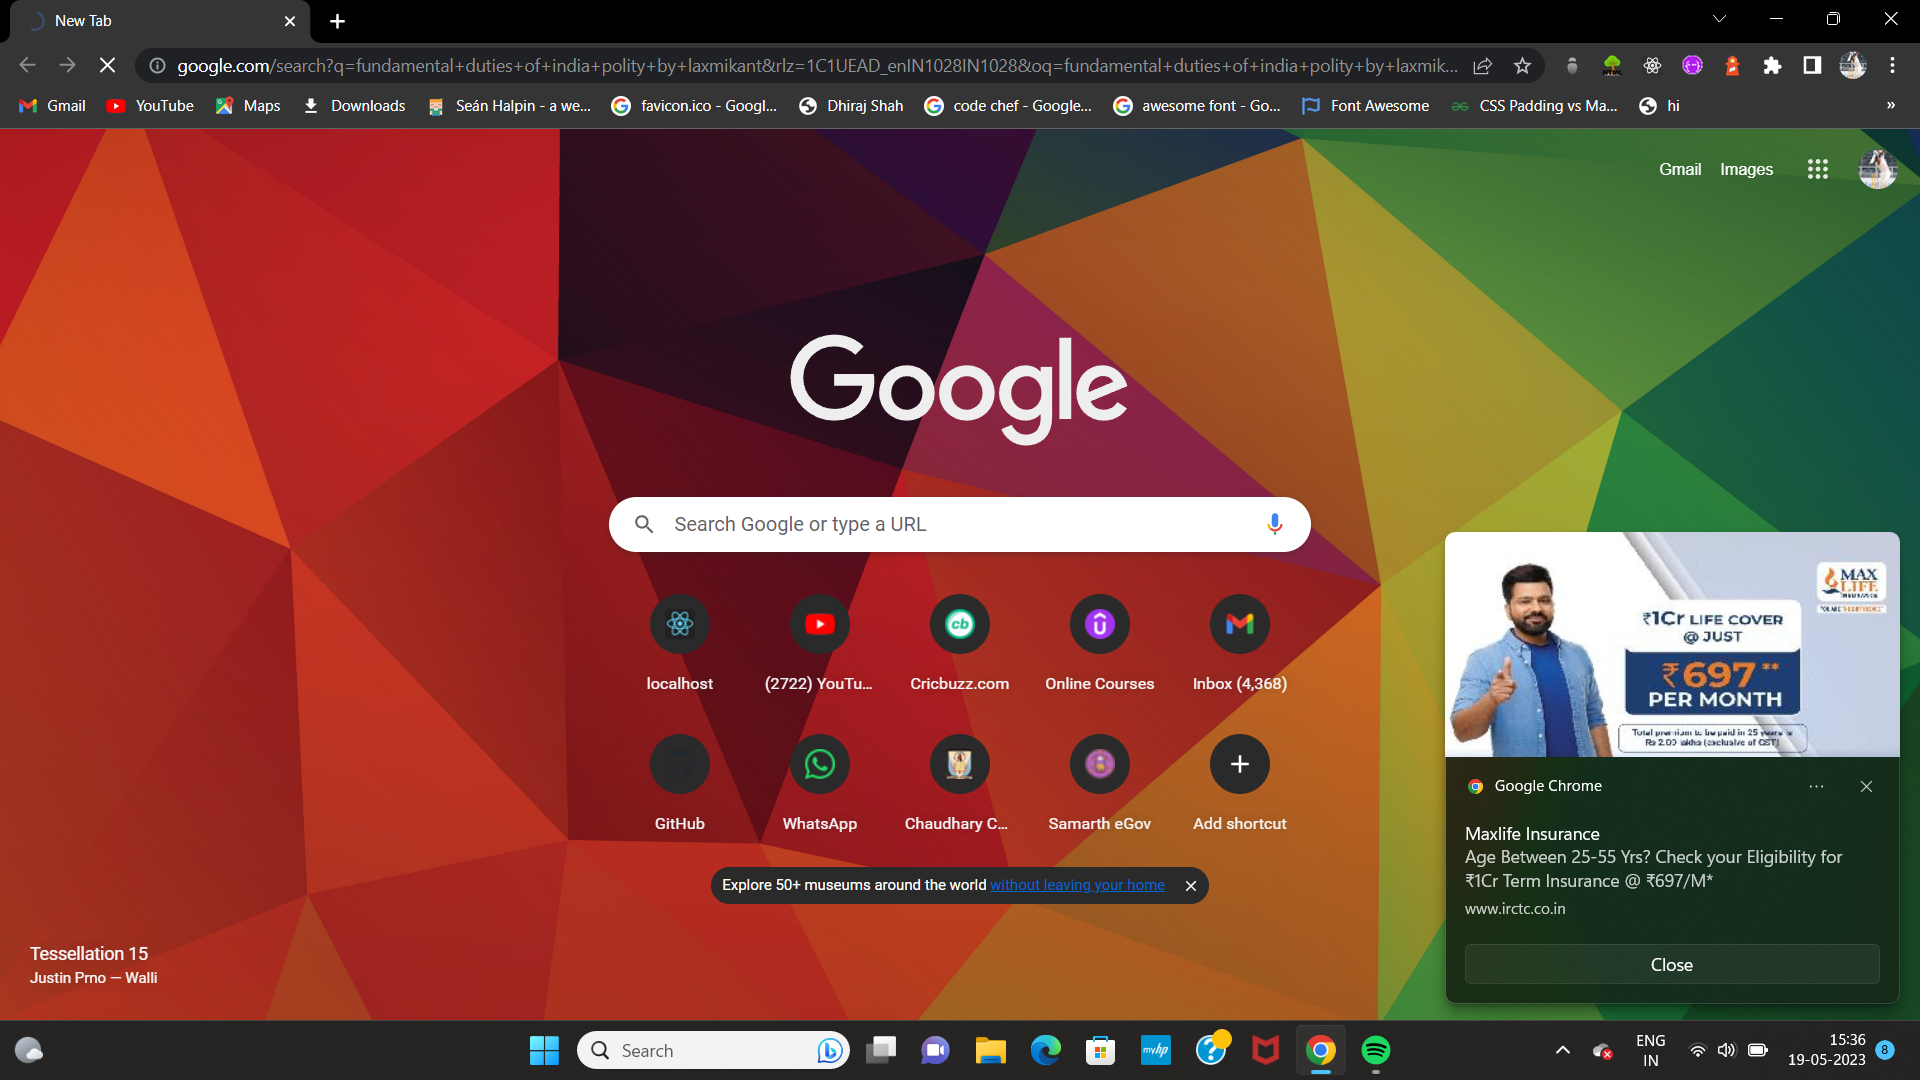 New Tab
google.com/search?q=fundamental+duties+of+india+polity+by+laxmikant&rlz=1C1UEAD_enIN1028IN1028&oq=fundamental+duties+of+india+polity+by+laxmik...
Gmail YouTube Maps Downloads Seán Halpin - a we... favicon.ico - Googl... Dhiraj Shah code chef - Google... awesome font - Go... Font Awesome CSS Padding vs Ma... hi »
Gmail Images
Google
Search Google or type a URL
localhost (2722) YouTu... Cricbuzz.com Online Courses Inbox (4,368)
GitHub WhatsApp Chaudhary C... Samarth eGov Add shortcut
Explore 50+ museums around the world without leaving your home
Tessellation 15
Justin Prno — Walli
MAX
LIFE
INSURANCE
₹1Cr LIFE COVER
@ JUST
₹697**
PER MONTH
Total premium to be paid in 25 years is
Rs 2.09 lakhs (exclusive of GST)
Google Chrome
Maxlife Insurance
Age Between 25-55 Yrs? Check your Eligibility for
₹1Cr Term Insurance @ ₹697/M*
www.irctc.co.in
Close
Search
myhp
ENG
IN
15:36
19-05-2023
8